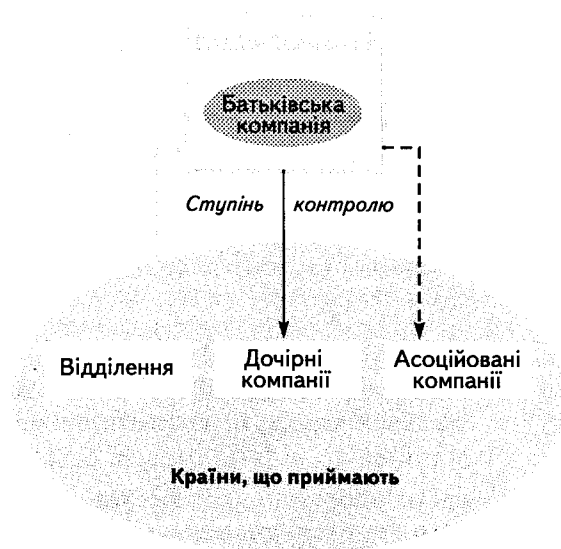 Батьківська
компанія
Ступінь контролю
Відділення
Дочірні
компанії
Асоційовані
компанії
Країни, що приймають